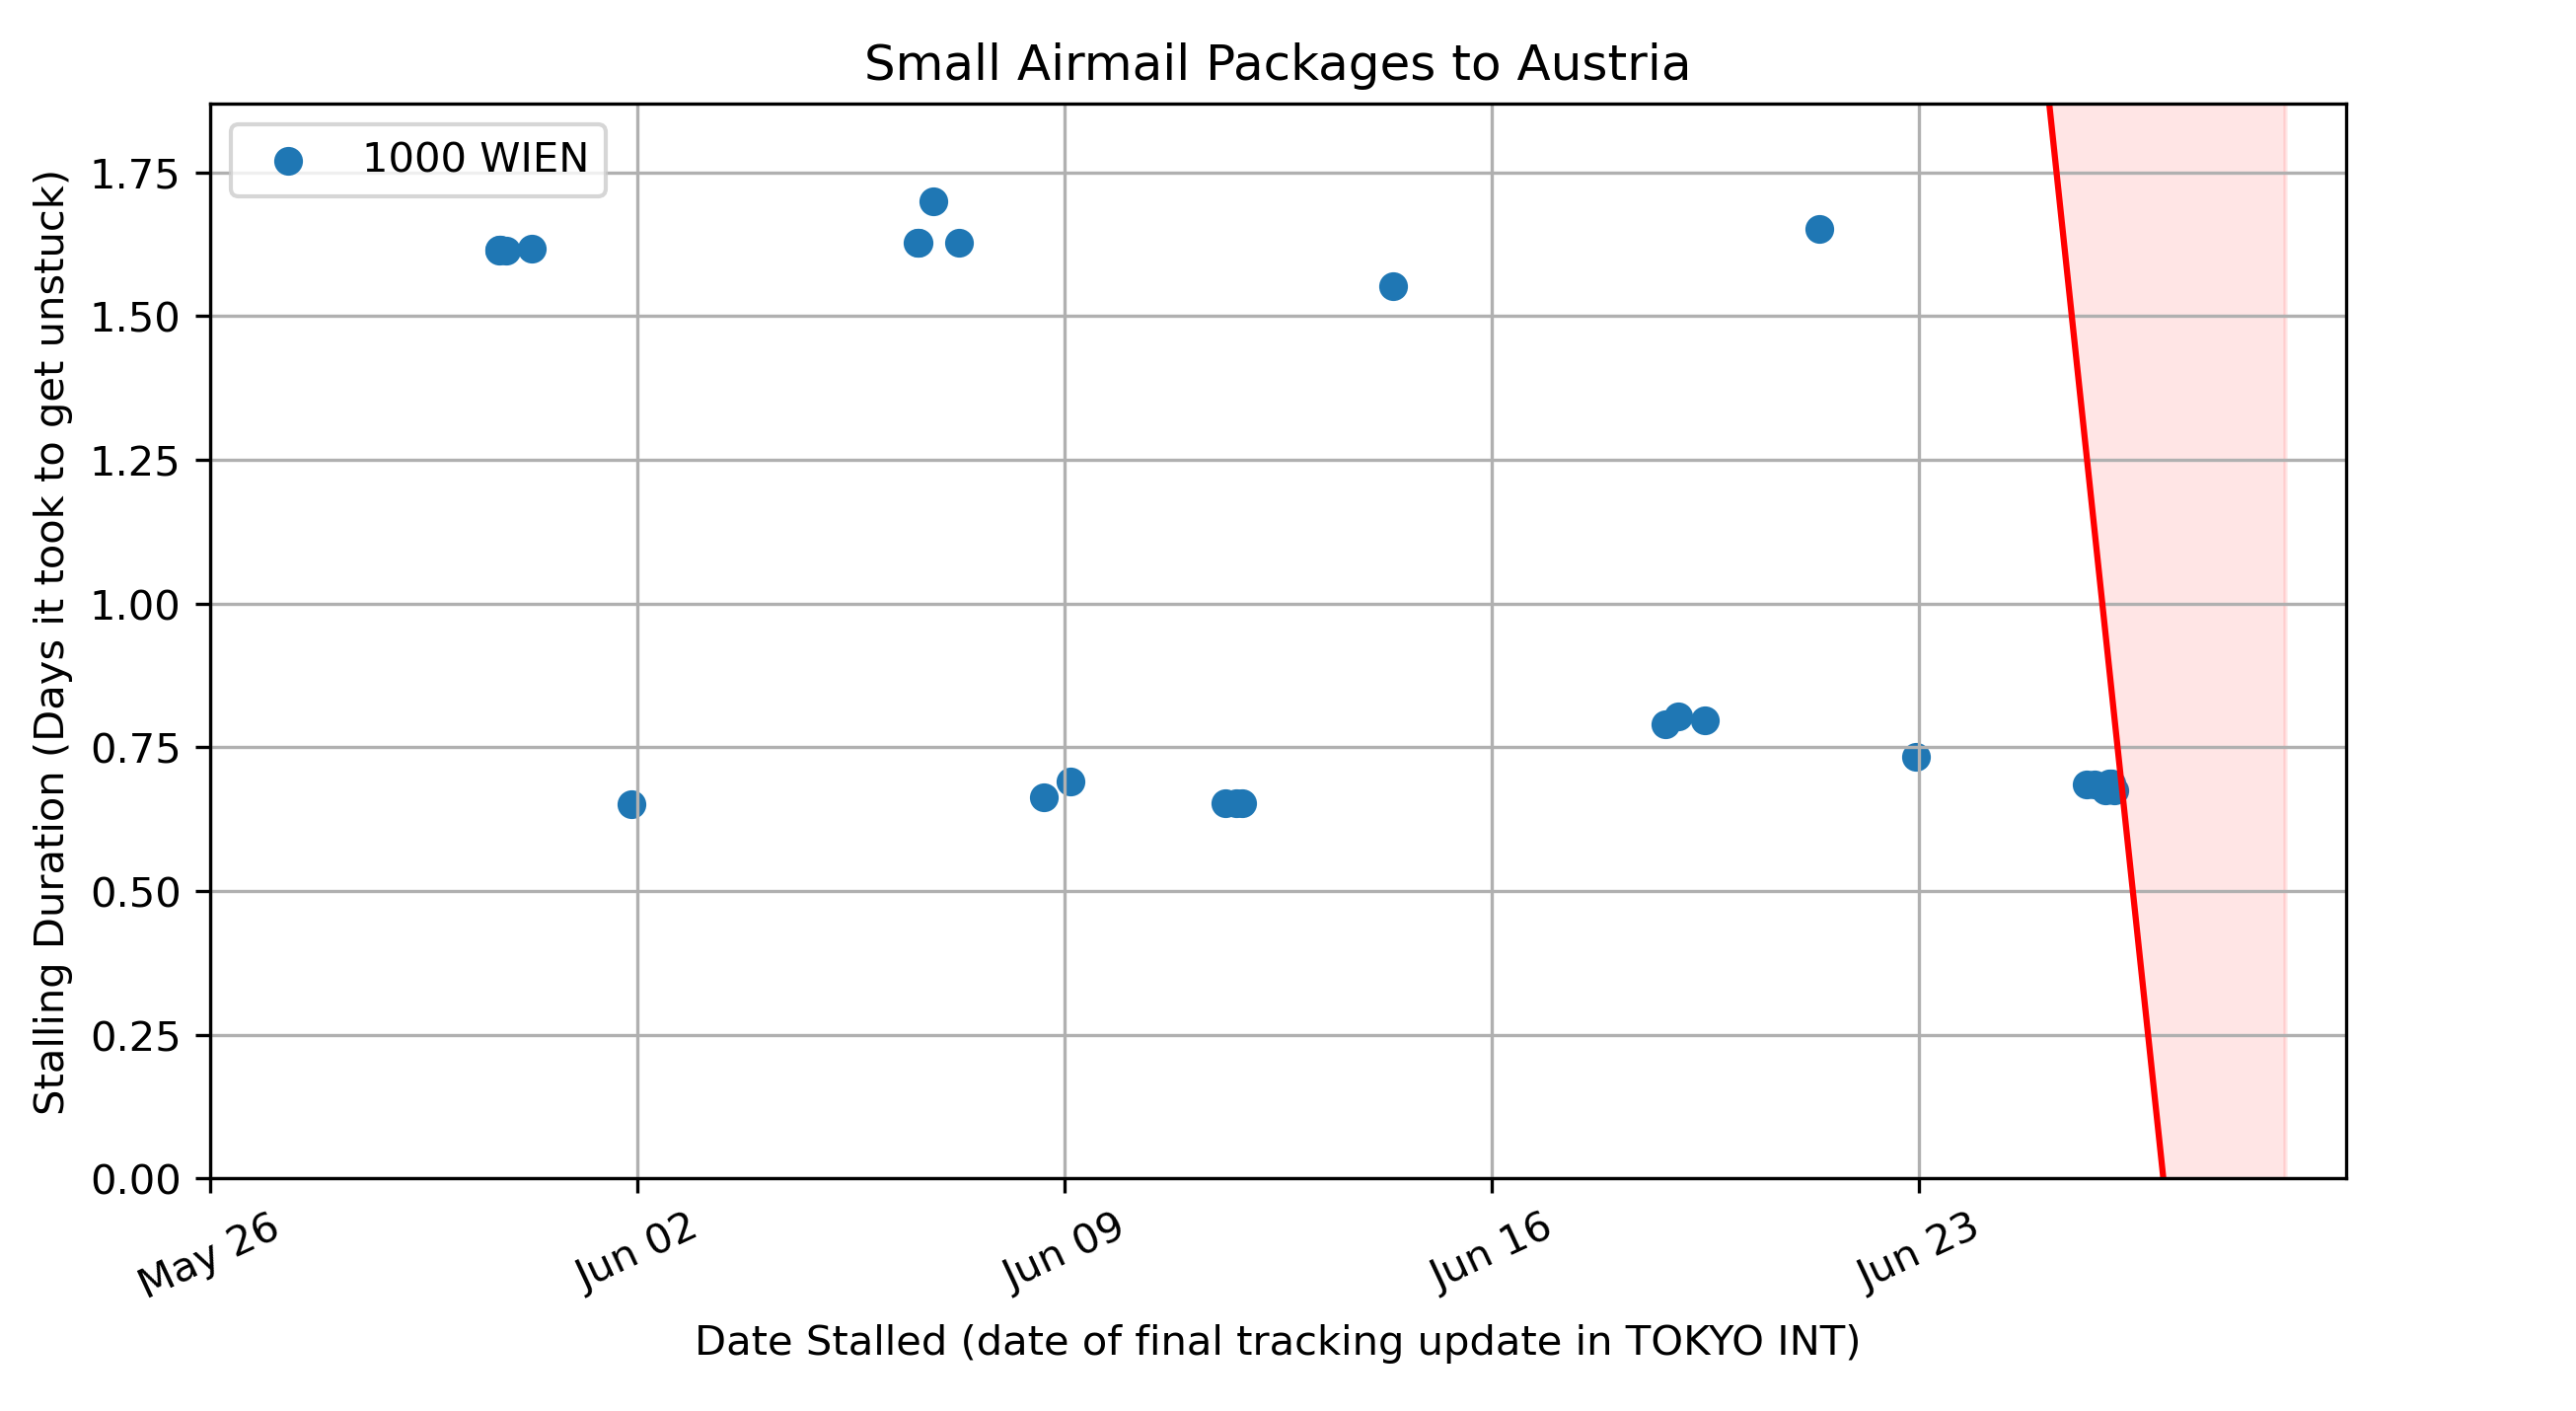 Small Airmail Packages to Austria
1000 WIEN
Stalling Duration (Days it took to get unstuck)
1.75
1.50
1.25
1.00
0.75
0.50
0.25
0.00
May 26
Jun 02
Jun 09
Jun 16
Jun 23
Date Stalled (date of final tracking update in TOKYO INT)